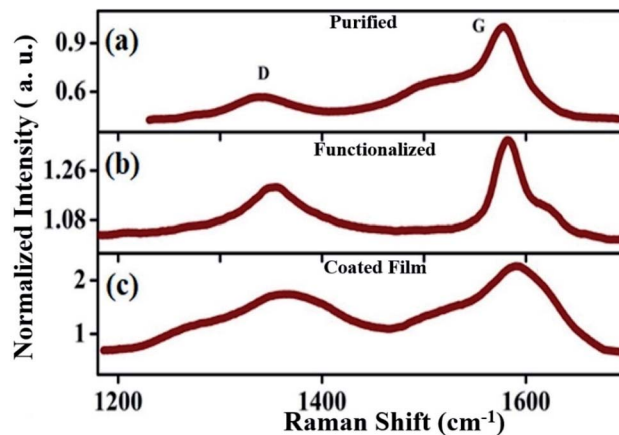 (a) Purified G
0.9
D
0.6
(b) Functionalized
1.26
1.08
(c) Coated Film
2
1
Normalized Intensity ( a. u.)
1200 1400 1600
Raman Shift (cm-1)